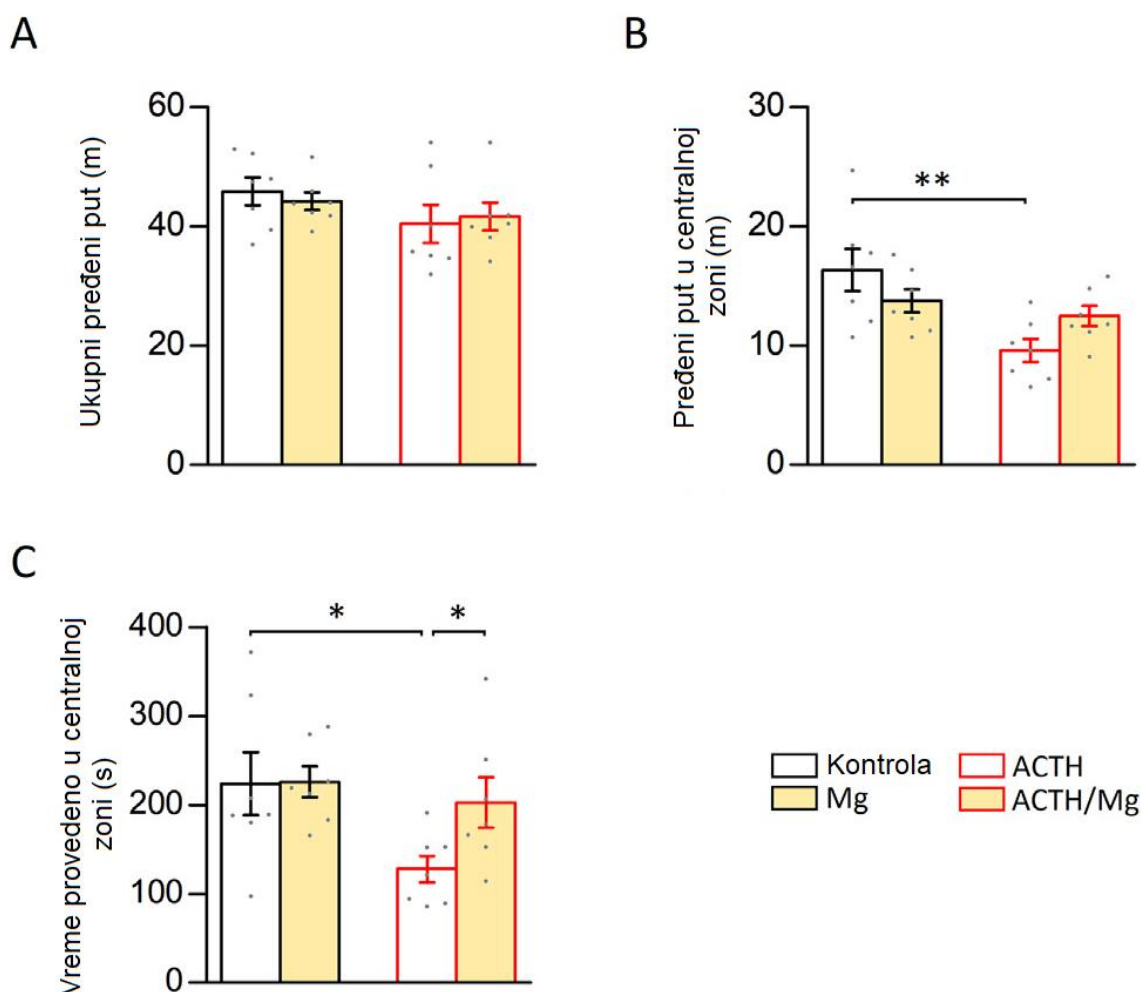 A
Ukupni pređeni put (m)
60
40
20
0
B
Pređeni put u centralnoj
zoni (m)
30
20
10
0
**
C
Vreme provedeno u centralnoj
zoni (s)
400
300
200
100
0
*
*
Kontrola
ACTH
Mg
ACTH/Mg